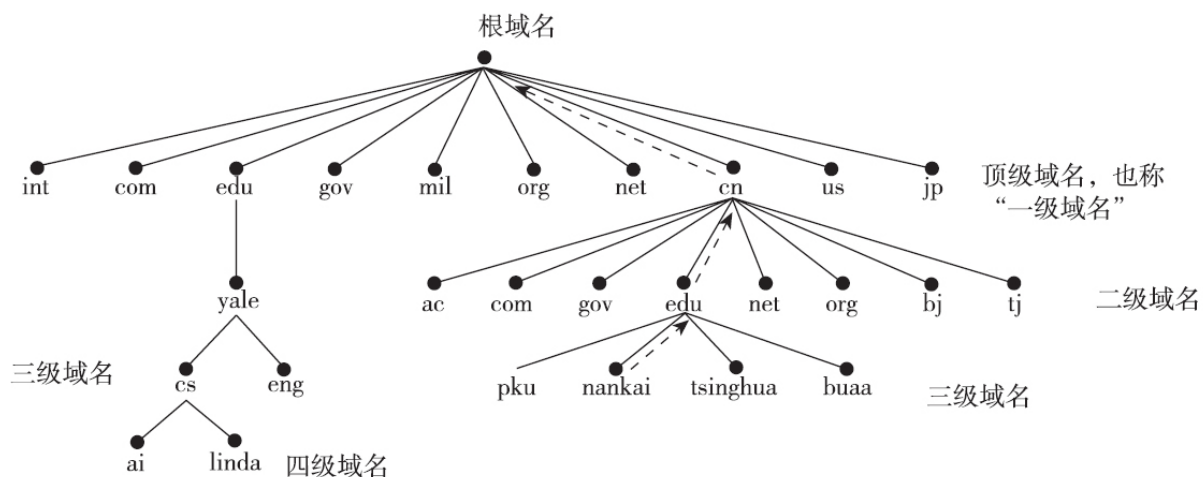 根域名
int com edu gov mil org net cn us jp 顶级域名，也称
“一级域名”
yale ac com gov edu net org bj tj 二级域名
三级域名 cs eng pku nankai tsinghua buaa 三级域名
ai linda 四级域名